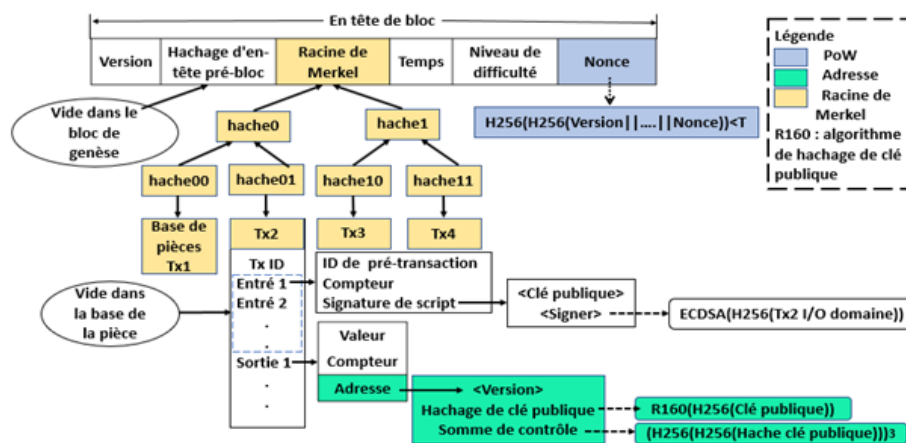 En tête de bloc
Version
Hachage d'en-
tête pré-bloc
Racine de
Merkel
Temps
Niveau de
difficulté
Nonce
Légende
PoW
Adresse
Racine de
Merkel
R160 : algorithme
de hachage de clé
publique
Vide dans le
bloc de
genèse
hache0
hache1
H256(H256(Version||....||Nonce))<T
hache00
hache01
hache10
hache11
Base de
pièces
Tx1
Tx2
Tx3
Tx4
Vide dans
la base de
la pièce
Tx ID
Entré 1
Entré 2
.
.
Sortie 1
.
.
ID de pré-transaction
Compteur
Signature de script
<Clé publique>
<Signer>
ECDSA(H256(Tx2 I/O domaine))
Valeur
Compteur
Adresse
<Version>
Hachage de clé publique
Somme de contrôle
R160(H256(Clé publique))
(H256(H256(Hache clé publique)))3